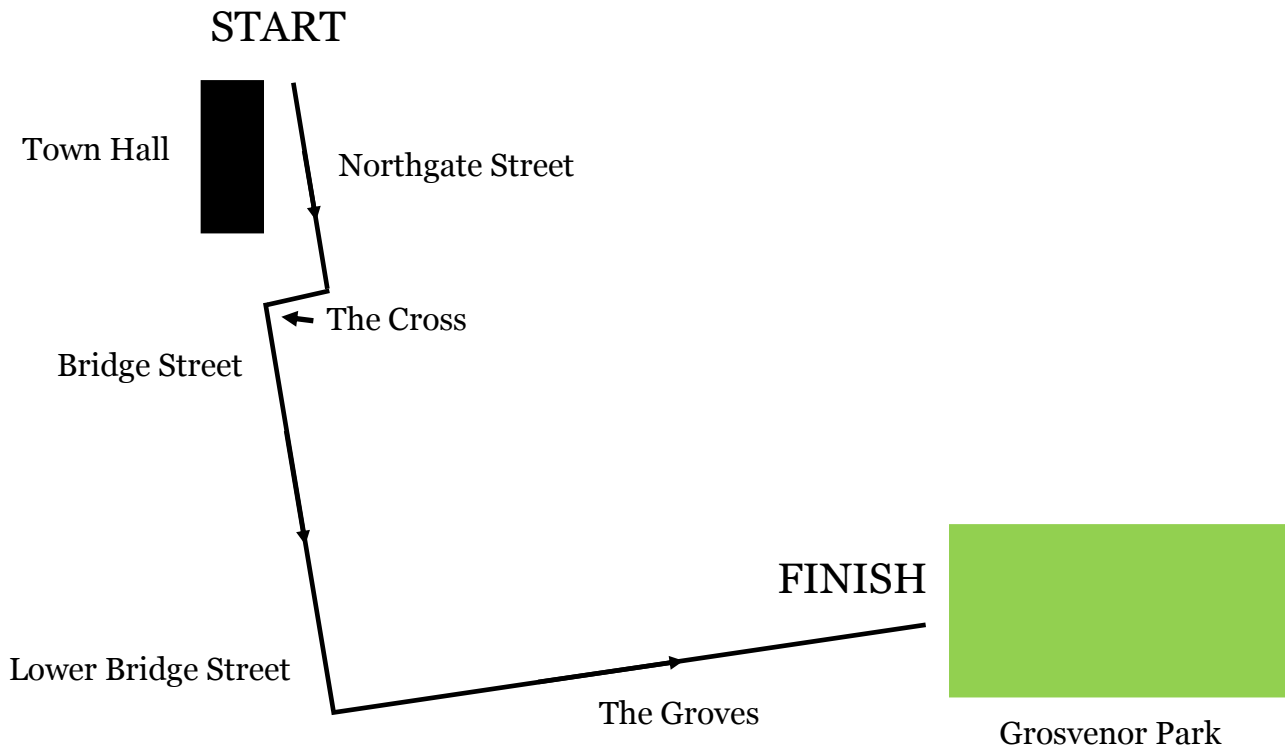 START
Town Hall
Northgate Street
The Cross
Bridge Street
FINISH
Lower Bridge Street
The Groves
Grosvenor Park